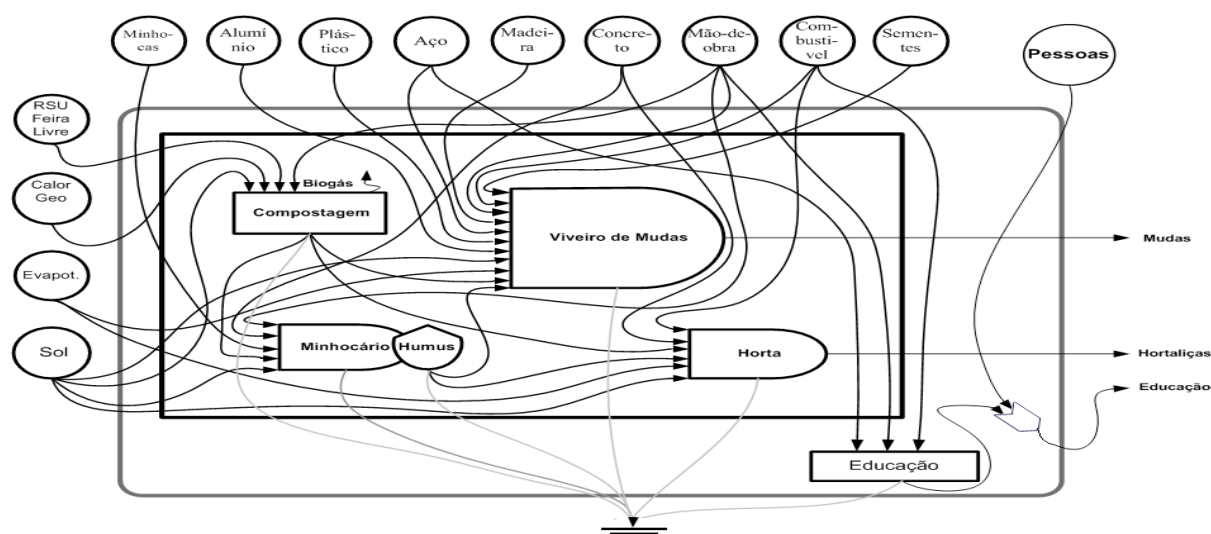 Minho-
cas
Alumí
nio
Plás-
tico
Aço
Madei-
ra
Concre-
to
Mão-de-
obra
Com-
bustí-
vel
Semen-
tes
Pessoas
RSU
Feira
Livre
Calor
Geo
Evapot.
Sol
Biogás
Compostagem
Viveiro de Mudas
Mudas
Minhocário
Humus
Horta
Hortaliças
Educação
Educação